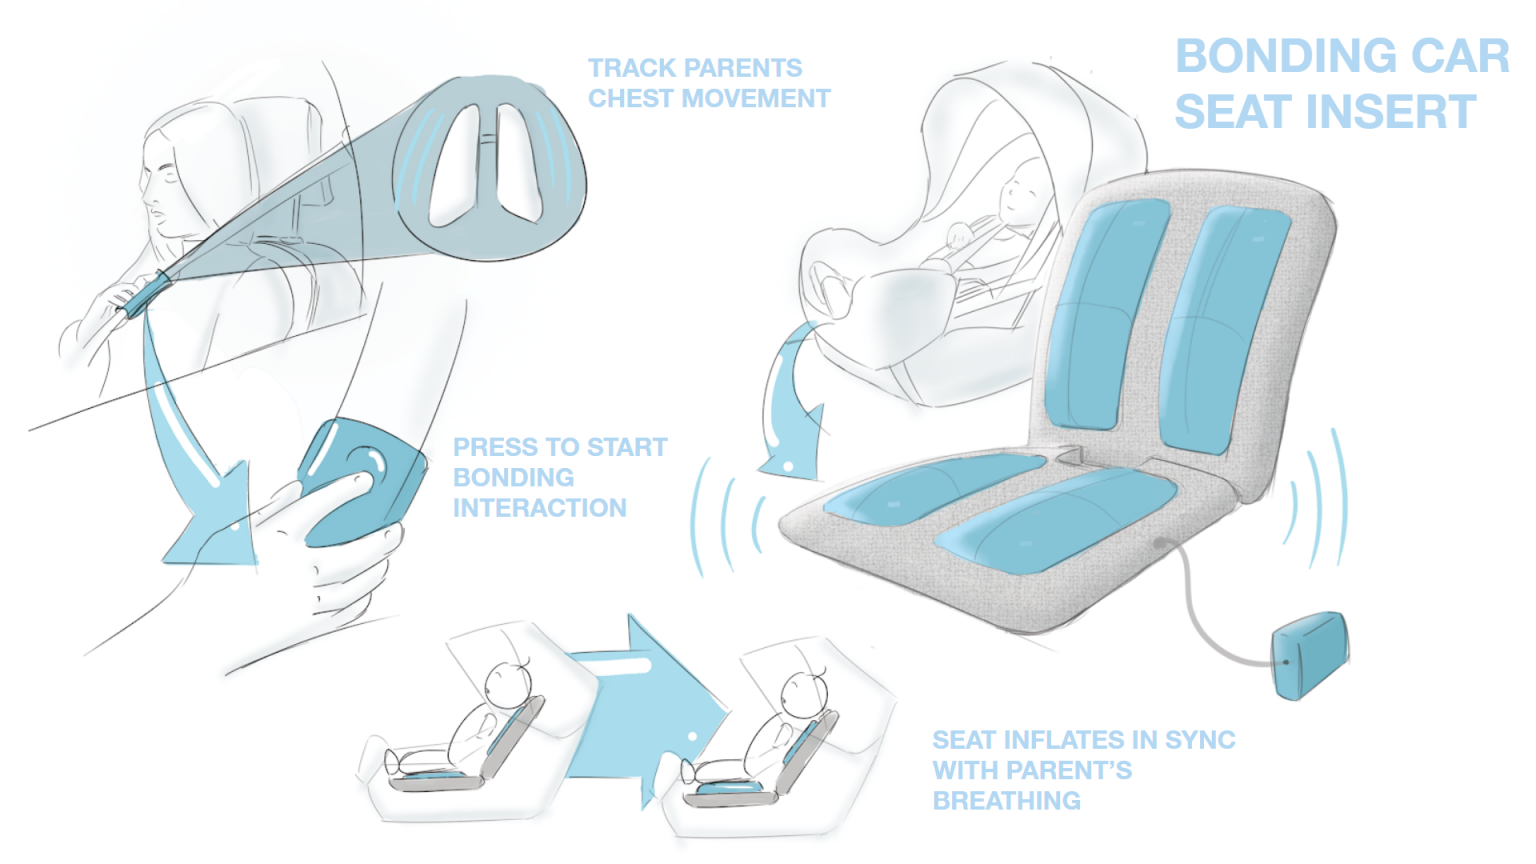 BONDING CAR
SEAT INSERT
TRACK PARENTS
CHEST MOVEMENT
PRESS TO START
BONDING
INTERACTION
SEAT INFLATES IN SYNC
WITH PARENT'S
BREATHING